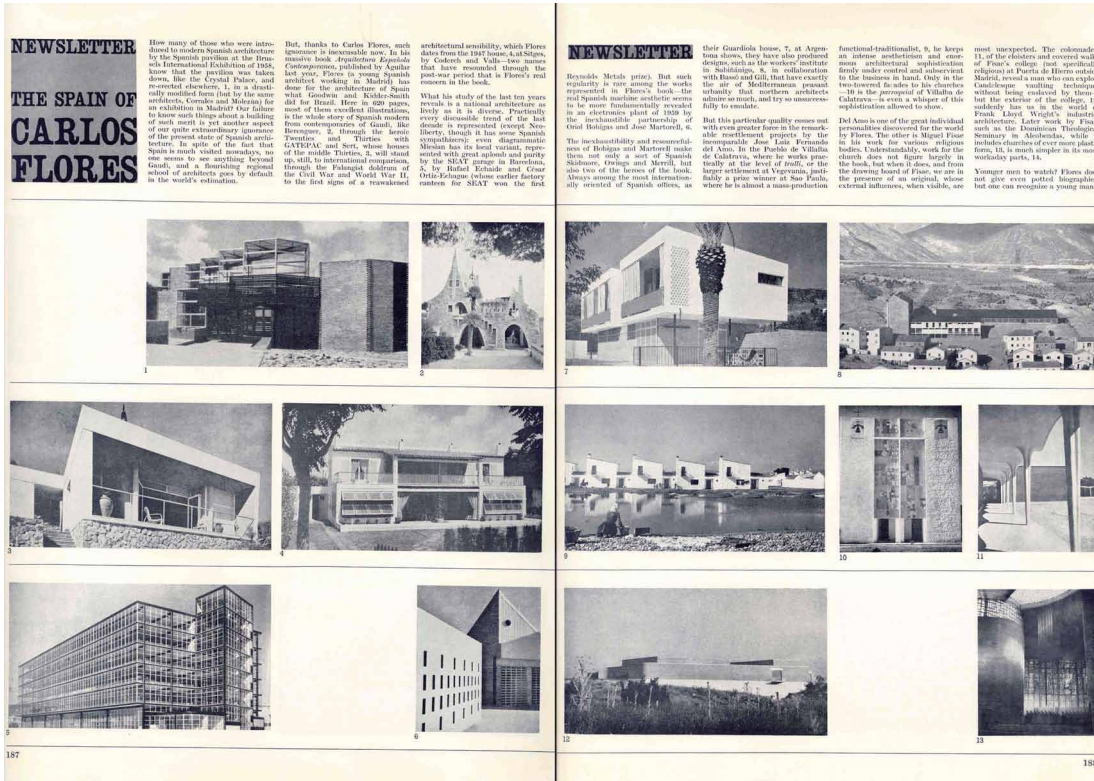 NEWSLETTER
THE SPAIN OF
CARLOS
FLORES
How many of those who were intro-
duced to modern Spanish architecture
by the Spanish pavilion at the Brus-
sels International Exhibition of 1958,
know that the pavilion was taken
down, like the Crystal Palace, and
re-erected elsewhere, 1, in a drasti-
cally modified form (but by the same
architects, Corrales and Molezún) for
an exhibition in Madrid? Our failure
to know such things about a building
of such merit is yet another aspect
of our quite extraordinary ignorance
of the present state of Spanish archi-
tecture. In spite of the fact that
Spain is much visited nowadays, no
one seems to see anything beyond
Gaudi, and a flourishing regional
school of architects goes by default
in the world's estimation.
But, thanks to Carlos Flores, such
ignorance is inexcusable now. In his
massive book Arquitectura Española
Contemporanea, published by Aguilar
last year, Flores (a young Spanish
architect working in Madrid) has
done for the architecture of Spain
what Goodwin and Kidder-Smith
did for Brazil. Here in 620 pages,
most of them excellent illustrations,
is the whole story of Spanish modern
from contemporaries of Gaudi, like
Berenguer, 2, through the heroic
Twenties and Thirties with
GATEPAC and Sert, whose houses
of the middle Thirties, 3, will stand
up, still, to international comparison,
through the Falangist doldrum of
the Civil War and World War II,
to the first signs of a reawakened
architectural sensibility, which Flores
dates from the 1947 house, 4, at Sitges,
by Coderch and Valls—two names
that have resounded through the
post-war period that is Flores's real
concern in the book.
What his study of the last ten years
reveals is a national architecture as
lively as it is diverse. Practically
every discussible trend of the last
decade is represented (except Neo-
liberty, though it has some Spanish
sympathizers); even diagrammatic
Miesian has its local variant, repre-
sented with great aplomb and purity
by the SEAT garage in Barcelona,
5, by Rafael Echaide and César
Ortiz-Echagüe (whose earlier factory
canteen for SEAT won the first
1
2
3
4
5
6
187
NEWSLETTER
Reynolds Metals prize). But such
regularity is rare among the works
represented in Flores's book—the
real Spanish machine aesthetic seems
to be more fundamentally revealed
in an electronics plant of 1959 by
the inexhaustible partnership of
Oriol Bohigas and José Martorell, 6.
The inexhaustibility and resourceful-
ness of Bohigas and Martorell make
them not only a sort of Spanish
Skidmore, Owings and Merrill, but
also two of the heroes of the book.
Always among the most internation-
ally oriented of Spanish offices, as
their Guardiola house, 7, at Argen-
tona shows, they have also produced
designs, such as the workers' institute
in Sabiñánigo, 8, in collaboration
with Bassó and Gili, that have exactly
the air of Mediterranean peasant
urbanity that northern architects
admire so much, and try so unsuccess-
fully to emulate.
But this particular quality comes out
with even greater force in the remark-
able resettlement projects by the
incomparable Jose Luiz Fernando
del Amo. In the Pueblo de Villalba
de Calatrava, where he works prac-
tically at the level of trulli, or the
larger settlement at Vegevania, justi-
fiably a prize winner at Sao Paulo,
where he is almost a mass-production
functional-traditionalist, 9, he keeps
an intense aestheticism and enor-
mous architectural sophistication
firmly under control and subservient
to the business in hand. Only in the
two-towered facades to his churches
—10 is the parroquial of Villalba de
Calatrava—is even a whisper of this
sophistication allowed to show.
Del Amo is one of the great individual
personalities discovered for the world
by Flores. The other is Miguel Fisac
in his work for various religious
bodies. Understandably, work for the
church does not figure largely in
the book, but when it does, and from
the drawing board of Fisac, we are in
the presence of an original, whose
external influences, when visible, are
most unexpected. The colonnade
11, of the cloisters and covered walks
of Fisac's college (not specifically
religious) at Puerta de Hierro outside
Madrid, reveal a man who can explo
Candelesque vaulting techniques
without being enslaved by them—
but the exterior of the college, 1
suddenly has us in the world
Frank Lloyd Wright's industri
architecture. Later work by Fisa
such as the Dominican Theologic
Seminary in Alcobendas, while
includes churches of ever more plast
form, 13, is much simpler in its mor
workaday parts, 14.
Younger men to watch? Flores doe
not give even potted biographie
but one can recognize a young man
7
8
9
10
11
12
13
188